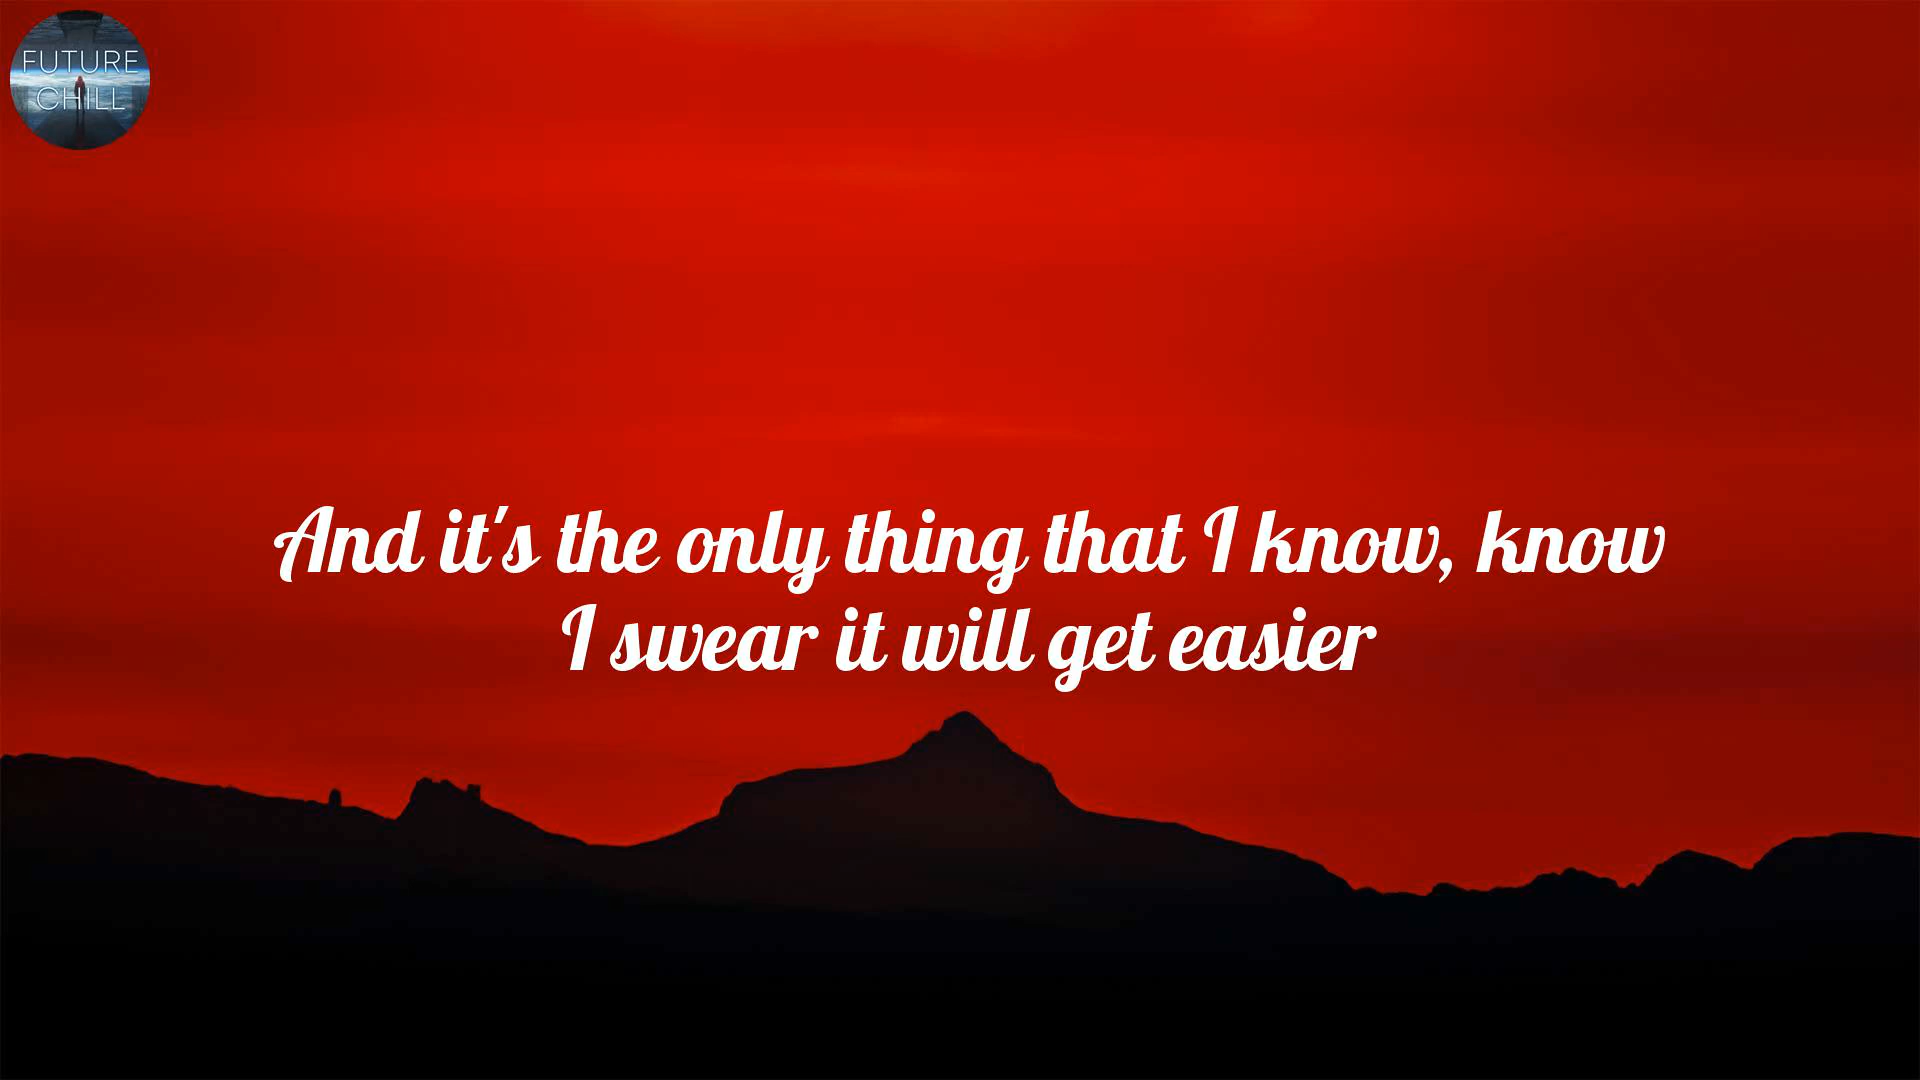 FUTURE
CHILL
And it's the only thing that I know, know
I swear it will get easier